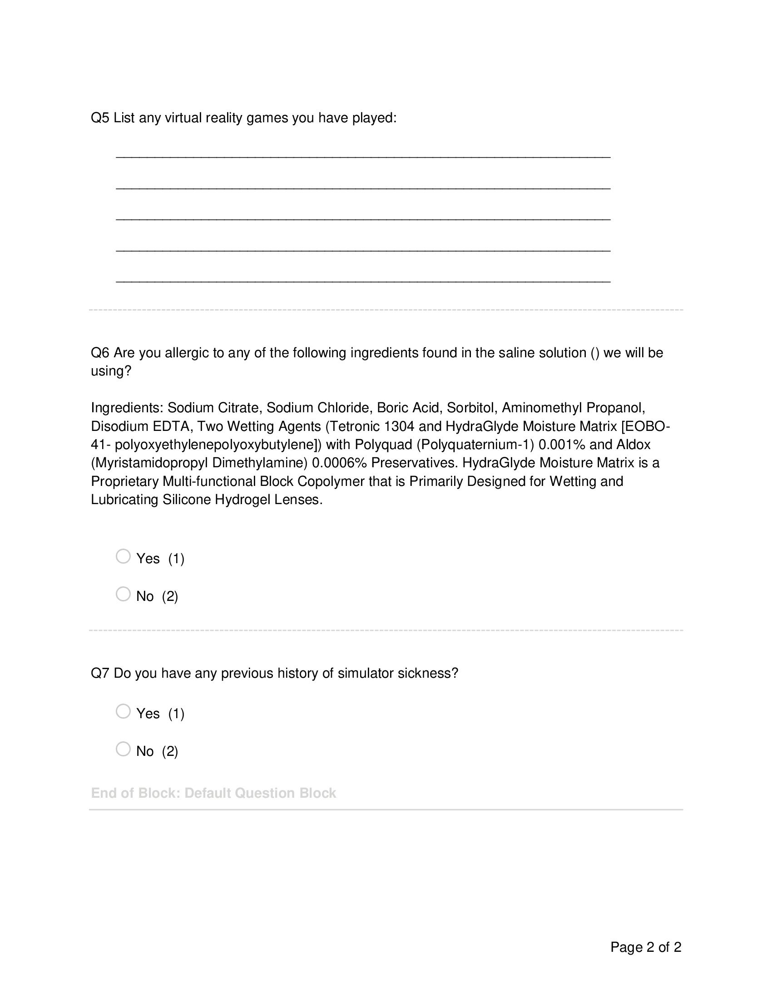 Q5 List any virtual reality games you have played:
________________________________________________________________
________________________________________________________________
________________________________________________________________
________________________________________________________________
________________________________________________________________
Q6 Are you allergic to any of the following ingredients found in the saline solution () we will be
using?
Ingredients: Sodium Citrate, Sodium Chloride, Boric Acid, Sorbitol, Aminomethyl Propanol,
Disodium EDTA, Two Wetting Agents (Tetronic 1304 and HydraGlyde Moisture Matrix [EOBO-
41- polyoxyethylenepolyoxybutylene]) with Polyquad (Polyquaternium-1) 0.001% and Aldox
(Myristamidopropyl Dimethylamine) 0.0006% Preservatives. HydraGlyde Moisture Matrix is a
Proprietary Multi-functional Block Copolymer that is Primarily Designed for Wetting and
Lubricating Silicone Hydrogel Lenses.
Yes (1)
No (2)
Q7 Do you have any previous history of simulator sickness?
Yes (1)
No (2)
End of Block: Default Question Block
Page 2 of 2